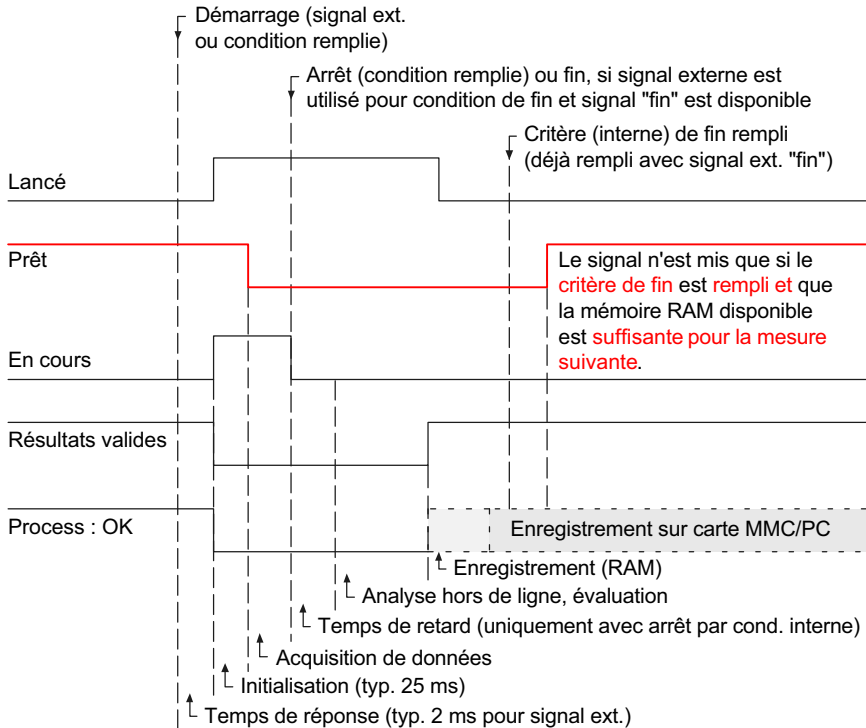 Démarrage (signal ext.
ou condition remplie)
Arrêt (condition remplie) ou fin, si signal externe est
utilisé pour condition de fin et signal "fin" est disponible
Critère (interne) de fin rempli
(déjà rempli avec signal ext. "fin")
Lancé
Prêt
Le signal n'est mis que si le
critère de fin est rempli et que
la mémoire RAM disponible
est suffisante pour la mesure
suivante.
En cours
Résultats valides
Process : OK
Enregistrement sur carte MMC/PC
Enregistrement (RAM)
Analyse hors de ligne, évaluation
Temps de retard (uniquement avec arrêt par cond. interne)
Acquisition de données
Initialisation (typ. 25 ms)
Temps de réponse (typ. 2 ms pour signal ext.)